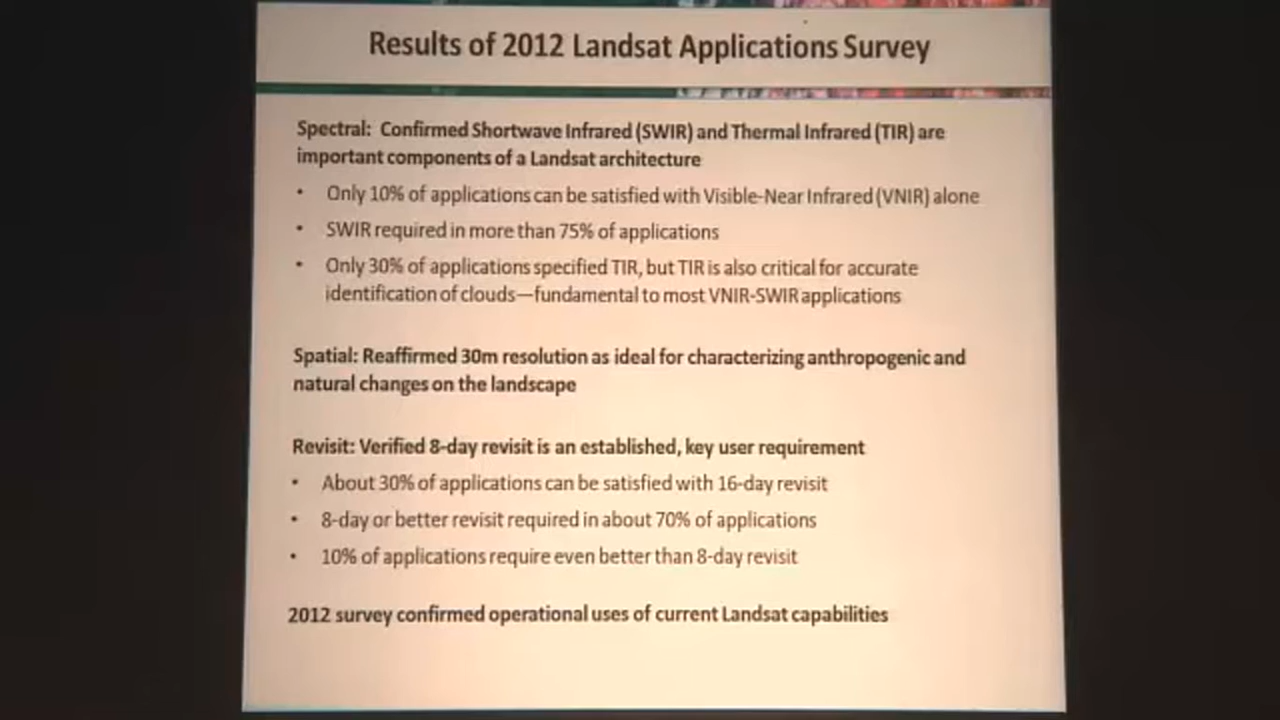 Results of 2012 Landsat Applications Survey
Spectral: Confirmed Shortwave Infrared (SWIR) and Thermal Infrared (TIR) are
important components of a Landsat architecture
• Only 10% of applications can be satisfied with Visible-Near Infrared (VNIR) alone
• SWIR required in more than 75% of applications
• Only 30% of applications specified TIR, but TIR is also critical for accurate
identification of clouds—fundamental to most VNIR-SWIR applications
Spatial: Reaffirmed 30m resolution as ideal for characterizing anthropogenic and
natural changes on the landscape
Revisit: Verified 8-day revisit is an established, key user requirement
• About 30% of applications can be satisfied with 16-day revisit
• 8-day or better revisit required in about 70% of applications
• 10% of applications require even better than 8-day revisit
2012 survey confirmed operational uses of current Landsat capabilities